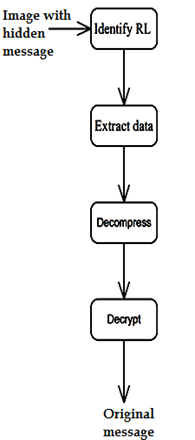 Image with
hidden
message
Identify RL
Extract data
Decompress
Decrypt
Original
message